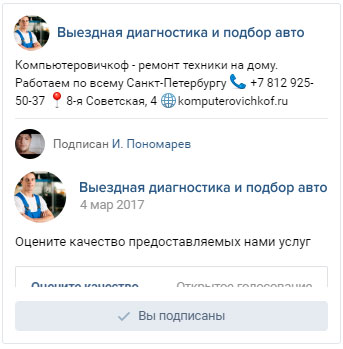 Выездная диагностика и подбор авто
Компьютеровичкоф - ремонт техники на дому.
Работаем по всему Санкт-Петербургу 📞 +7 812 925-
50-37 📍 8-я Советская, 4 🌐 komputerovichkof.ru
Подписан И. Пономарев
Выездная диагностика и подбор авто
4 мар 2017
Оцените качество предоставляемых нами услуг
Оцените качество Открытое голосование
Вы подписаны